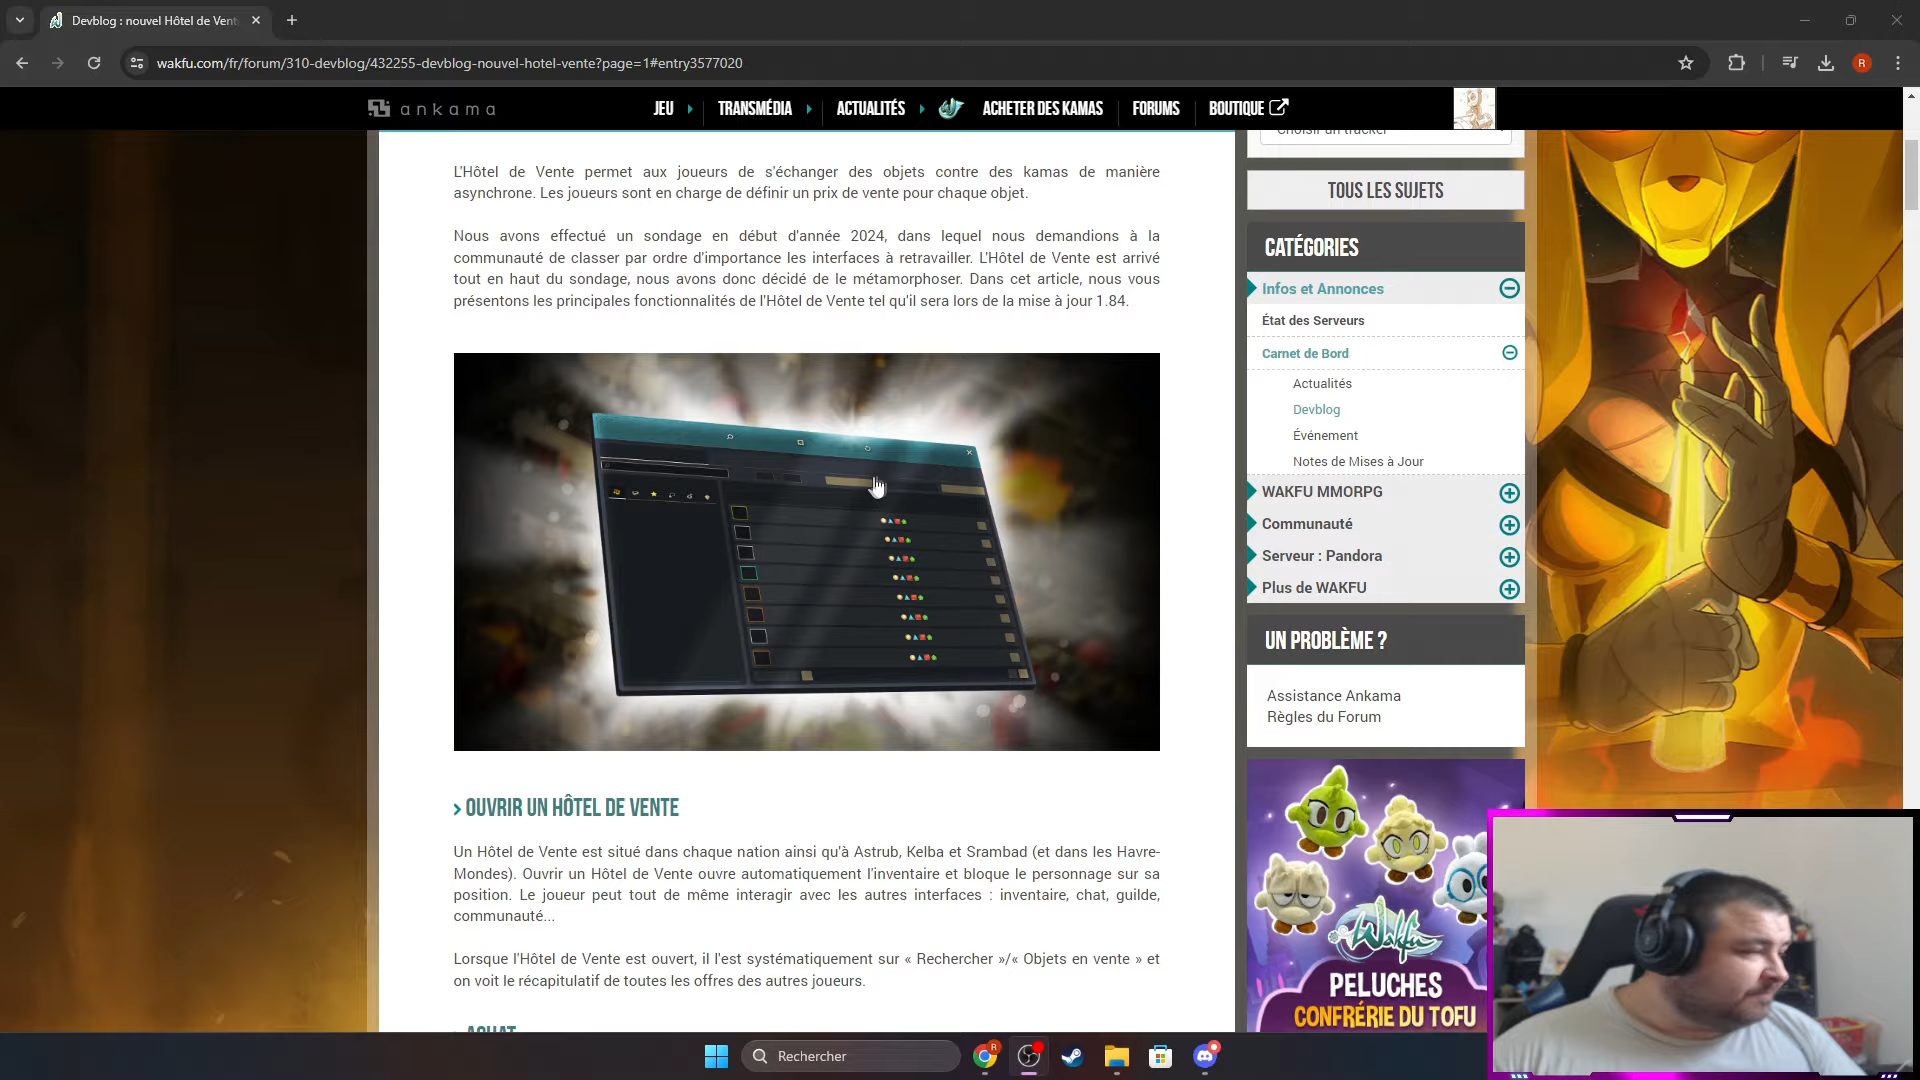 Devblog : nouvel Hôtel de Vent
wakfu.com/fr/forum/310-devblog/432255-devblog-nouvel-hotel-vente?page=1#entry3577020
R
ankama
JEU
TRANSMÉDIA
ACTUALITÉS
ACHETER DES KAMAS
FORUMS
BOUTIQUE
Choisir un tracker
L'Hôtel de Vente permet aux joueurs de s'échanger des objets contre des kamas de manière
asynchrone. Les joueurs sont en charge de définir un prix de vente pour chaque objet.
Nous avons effectué un sondage en début d'année 2024, dans lequel nous demandions à la
communauté de classer par ordre d'importance les interfaces à retravailler. L'Hôtel de Vente est arrivé
tout en haut du sondage, nous avons donc décidé de le métamorphoser. Dans cet article, nous vous
présentons les principales fonctionnalités de l'Hôtel de Vente tel qu'il sera lors de la mise à jour 1.84.
OUVRIR UN HÔTEL DE VENTE
Un Hôtel de Vente est situé dans chaque nation ainsi qu'à Astrub, Kelba et Srambad (et dans les Havre-
Mondes). Ouvrir un Hôtel de Vente ouvre automatiquement l'inventaire et bloque le personnage sur sa
position. Le joueur peut tout de même interagir avec les autres interfaces : inventaire, chat, guilde,
communauté...
Lorsque l'Hôtel de Vente est ouvert, il l'est systématiquement sur « Rechercher »/« Objets en vente » et
on voit le récapitulatif de toutes les offres des autres joueurs.
ACHAT
TOUS LES SUJETS
CATÉGORIES
Infos et Annonces
État des Serveurs
Carnet de Bord
Actualités
Devblog
Événement
Notes de Mises à Jour
WAKFU MMORPG
Communauté
Serveur : Pandora
Plus de WAKFU
UN PROBLÈME ?
Assistance Ankama
Règles du Forum
Wakfu
PELUCHES
CONFRÉRIE DU TOFU
Rechercher
R